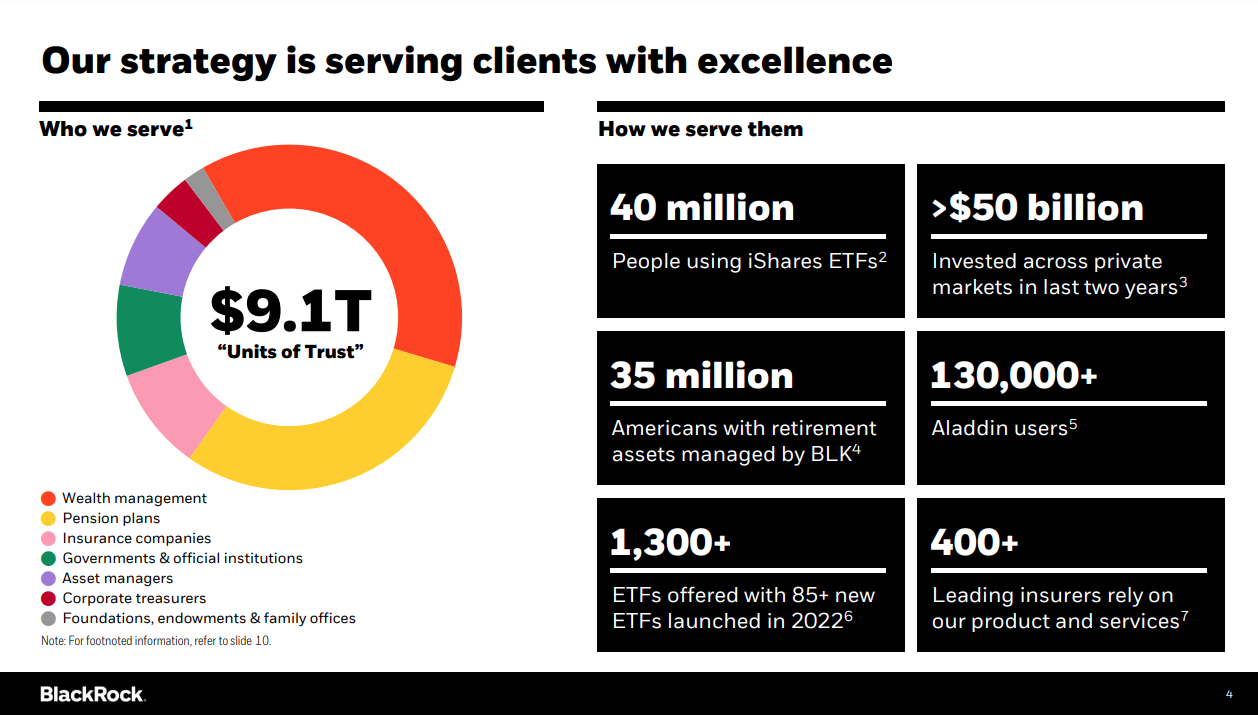 Our strategy is serving clients with excellence
Who we serve¹
$9.1T
“Units of Trust”
Wealth management
Pension plans
Insurance companies
Governments & official institutions
Asset managers
Corporate treasurers
Foundations, endowments & family offices
Note: For footnoted information, refer to slide 10.
How we serve them
40 million
People using iShares ETFs²
>$50 billion
Invested across private
markets in last two years³
35 million
Americans with retirement
assets managed by BLK⁴
130,000+
Aladdin users⁵
1,300+
ETFs offered with 85+ new
ETFs launched in 2022⁶
400+
Leading insurers rely on
our product and services⁷
BlackRock.
4